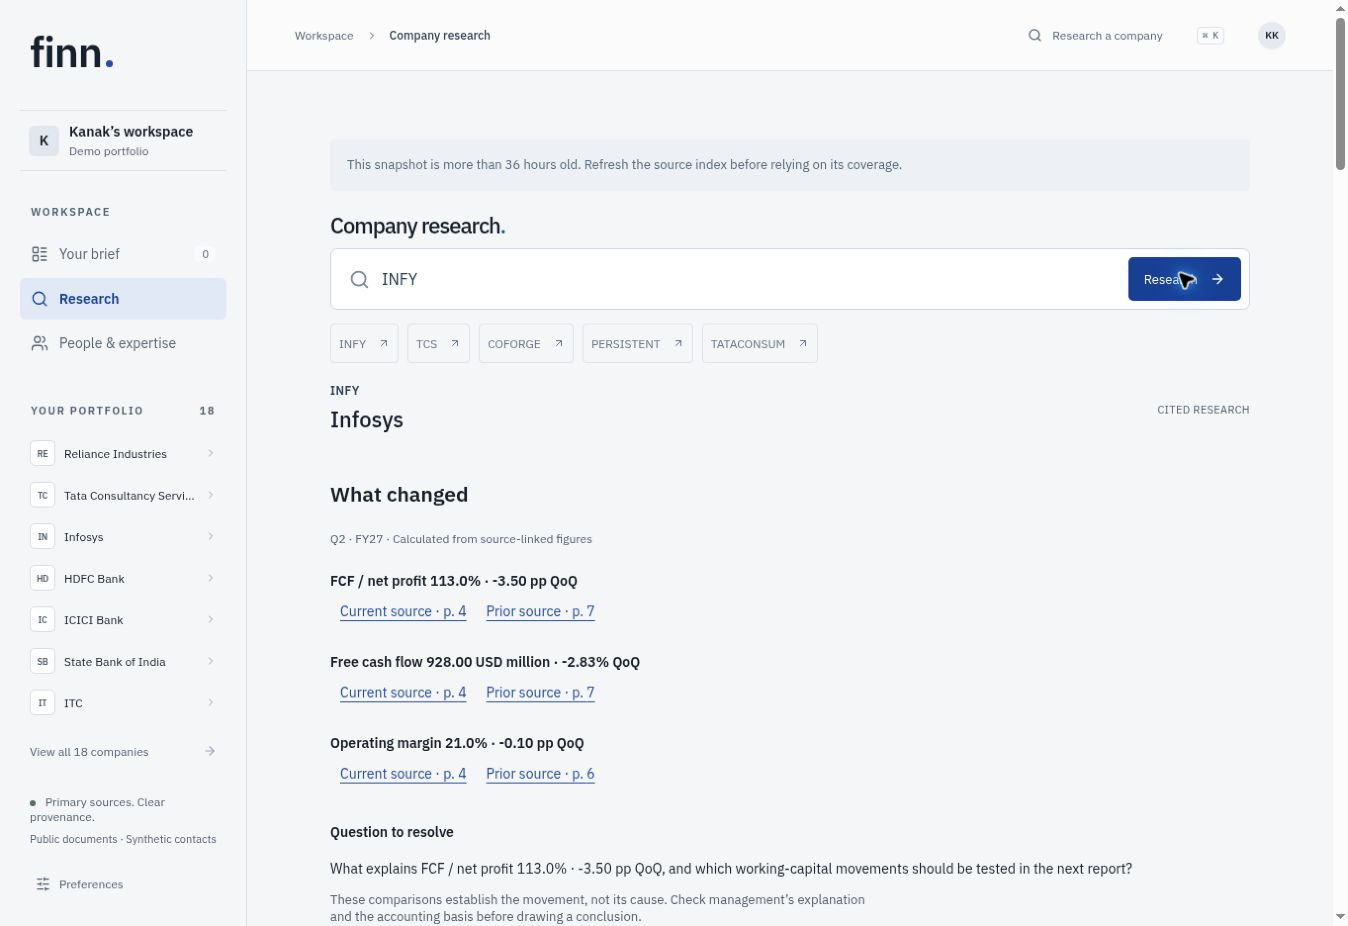 finn.
Workspace
Company research
Research a company
⌘ K
KK
K
Kanak's workspace
Demo portfolio
WORKSPACE
Your brief
0
Research
People & expertise
YOUR PORTFOLIO
18
RE
Reliance Industries
TC
Tata Consultancy Servi...
IN
Infosys
HD
HDFC Bank
IC
ICICI Bank
SB
State Bank of India
IT
ITC
View all 18 companies
Primary sources. Clear
provenance.
Public documents · Synthetic contacts
Preferences
This snapshot is more than 36 hours old. Refresh the source index before relying on its coverage.
Company research.
INFY
INFY
TCS
COFORGE
PERSISTENT
TATACONSUM
INFY
Infosys
CITED RESEARCH
What changed
Q2 · FY27 · Calculated from source-linked figures
FCF / net profit 113.0% · -3.50 pp QoQ
Current source · p. 4
Prior source · p. 7
Free cash flow 928.00 USD million · -2.83% QoQ
Current source · p. 4
Prior source · p. 7
Operating margin 21.0% · -0.10 pp QoQ
Current source · p. 4
Prior source · p. 6
Question to resolve
What explains FCF / net profit 113.0% · -3.50 pp QoQ, and which working-capital movements should be tested in the next report?
These comparisons establish the movement, not its cause. Check management's explanation
and the accounting basis before drawing a conclusion.